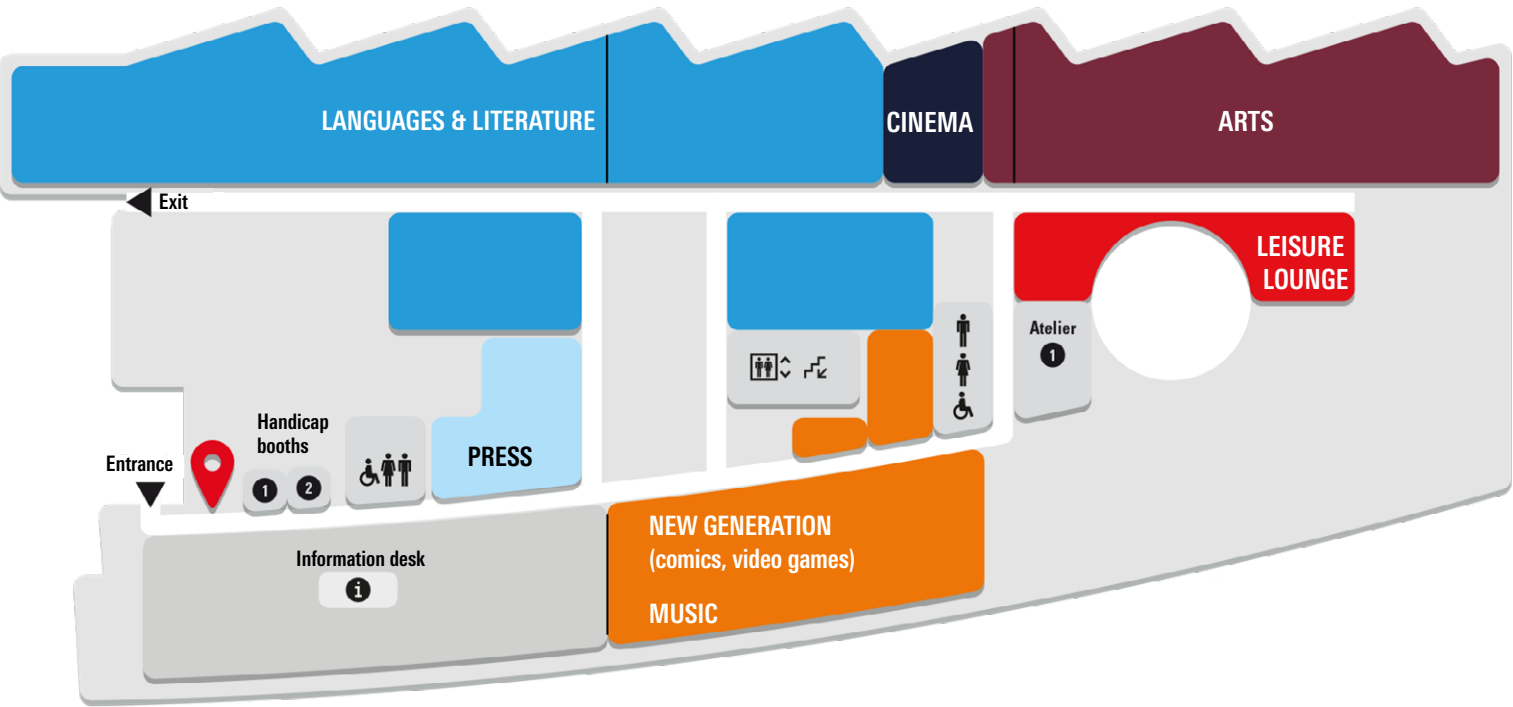 LANGUAGES & LITERATURE
CINEMA
ARTS
Exit
LEISURE
LOUNGE
Atelier
1
Handicap
booths
Entrance
1
2
PRESS
NEW GENERATION
(comics, video games)
MUSIC
Information desk
i